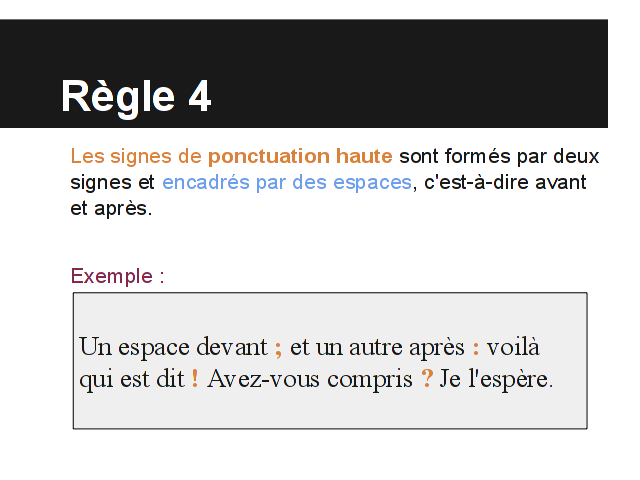 Règle 4
Les signes de ponctuation haute sont formés par deux
signes et encadrés par des espaces, c'est-à-dire avant
et après.
Exemple :
Un espace devant ; et un autre après : voilà
qui est dit ! Avez-vous compris ? Je l'espère.